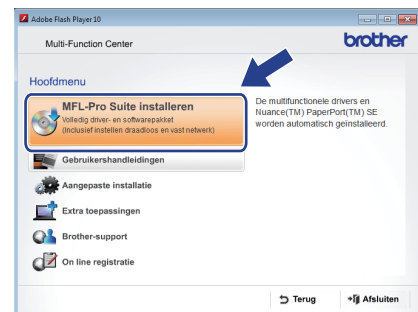 Adobe Flash Player 10
Multi-Function Center
brother
Hoofdmenu
MFL-Pro Suite installeren
Volledig driver- en softwarepakket
(Inclusief instellen draadloos en vast netwerk)
De multifunctionele drivers en
Nuance(TM) PaperPort(TM) SE
worden automatisch geïnstalleerd.
Gebruikershandleidingen
Aangepaste installatie
Extra toepassingen
Brother-support
On line registratie
Terug
Afsluiten